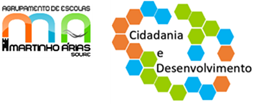 AGRUPAMENTO DE ESCOLAS
MARTINHO ÁRIAS
SOURE
Cidadania
e
Desenvolvimento